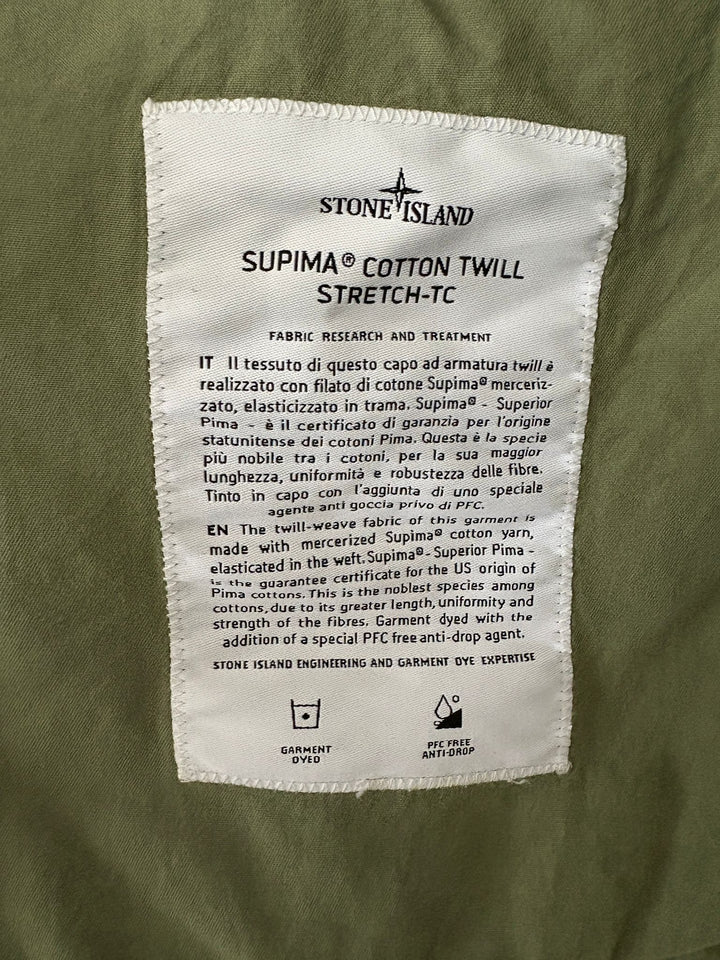 STONE ISLAND
SUPIMA® COTTON TWILL
STRETCH-TC
FABRIC RESEARCH AND TREATMENT
IT Il tessuto di questo capo ad armatura twill è
realizzato con filato di cotone Supima® merceriz-
zato, elasticizzato in trama. Supima® - Superior
Pima - è il certificato di garanzia per l'origine
statunitense dei cotoni Pima. Questa è la specie
più nobile tra i cotoni, per la sua maggior
lunghezza, uniformità e robustezza delle fibre.
Tinto in capo con l'aggiunta di uno speciale
agente anti goccia privo di PFC.
EN The twill-weave fabric of this garment is
made with mercerized Supima® cotton yarn,
elasticated in the weft. Supima® - Superior Pima -
is the guarantee certificate for the US origin of
Pima cottons. This is the noblest species among
cottons, due to its greater length, uniformity and
strength of the fibres. Garment dyed with the
addition of a special PFC free anti-drop agent.
STONE ISLAND ENGINEERING AND GARMENT DYE EXPERTISE
GARMENT
DYED
PFC FREE
ANTI-DROP